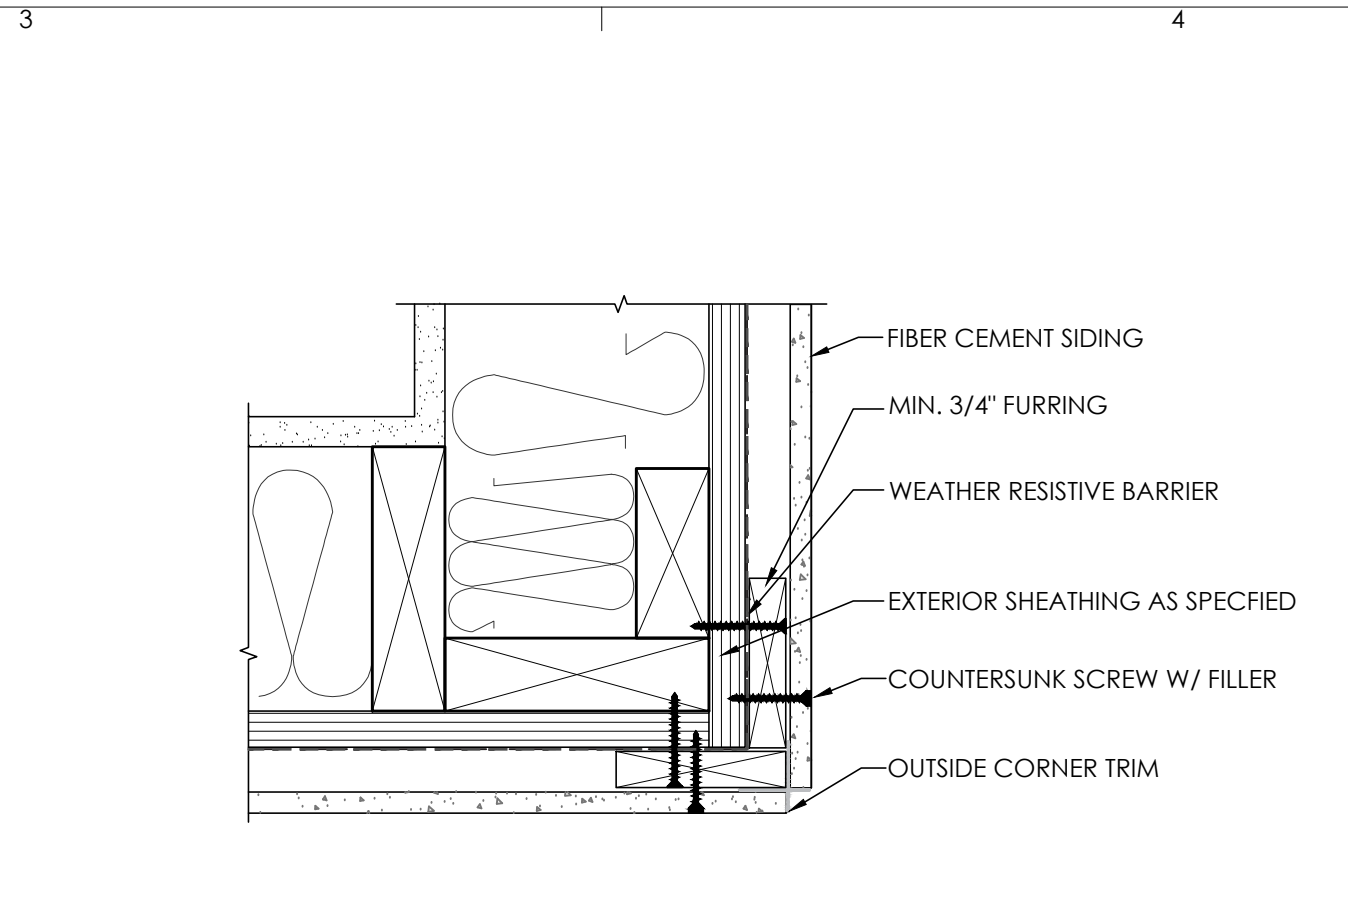 3
4
FIBER CEMENT SIDING
MIN. 3/4" FURRING
WEATHER RESISTIVE BARRIER
EXTERIOR SHEATHING AS SPECFIED
COUNTERSUNK SCREW W/ FILLER
OUTSIDE CORNER TRIM